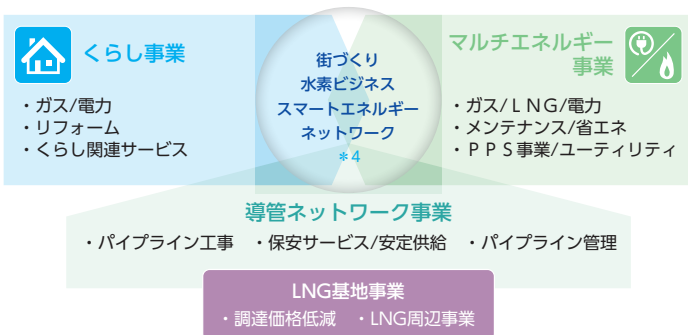 くらし事業
・ガス/電力
・リフォーム
・くらし関連サービス
街づくり
水素ビジネス
スマートエネルギー
ネットワーク
＊4
マルチエネルギー
事業
・ガス/ＬＮＧ/電力
・メンテナンス/省エネ
・ＰＰＳ事業/ユーティリティ
導管ネットワーク事業
・パイプライン工事　・保安サービス/安定供給　・パイプライン管理
LNG基地事業
・調達価格低減　・LNG周辺事業